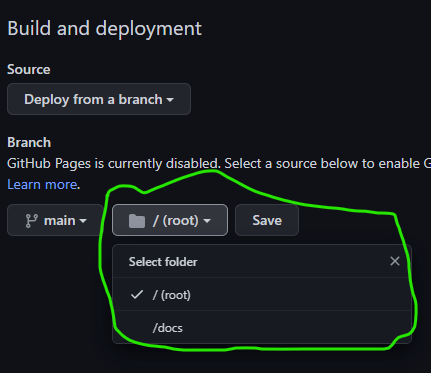 Build and deployment
Source
Deploy from a branch
Branch
GitHub Pages is currently disabled. Select a source below to enable G
Learn more.
main / (root) Save
Select folder
/ (root)
/docs